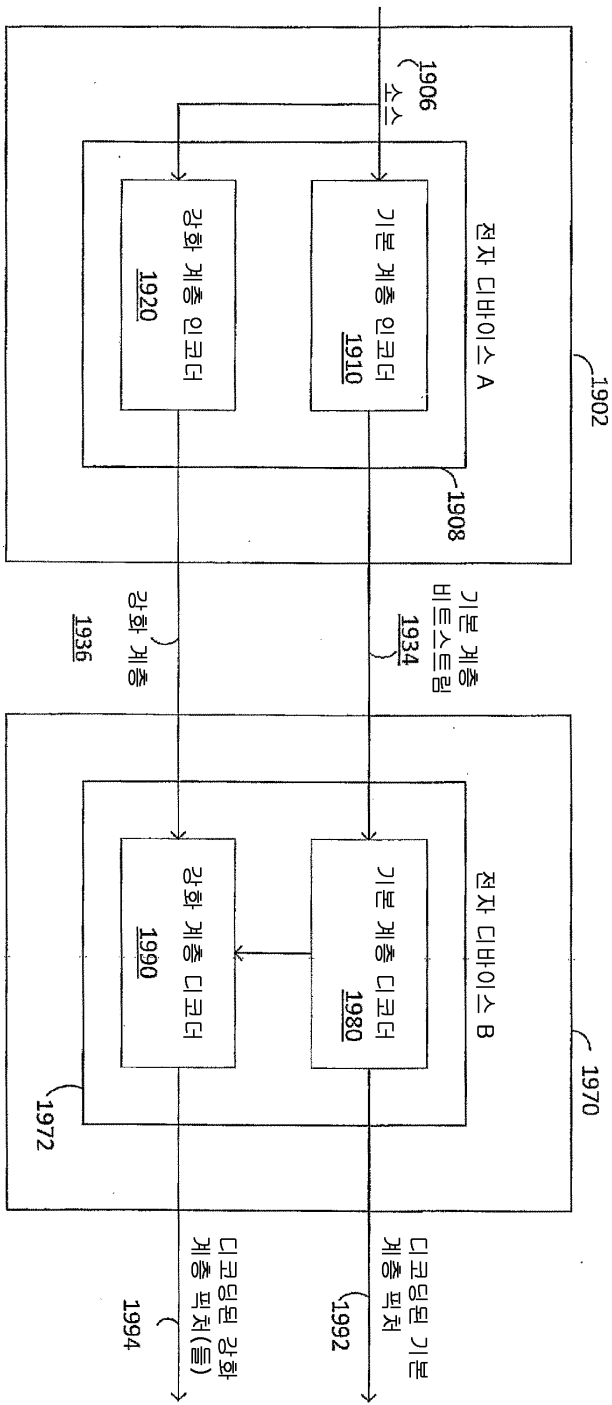 1902
전자 디바이스 A
1906
소스
1908
기본 계층 인코더
1910
강화 계층 인코더
1920
기본 계층
비트스트림
1934
강화 계층
1936
1970
전자 디바이스 B
기본 계층 디코더
1980
강화 계층 디코더
1990
1972
디코딩된 기본
계층 픽처
1992
디코딩된 강화
계층 픽처(들)
1994